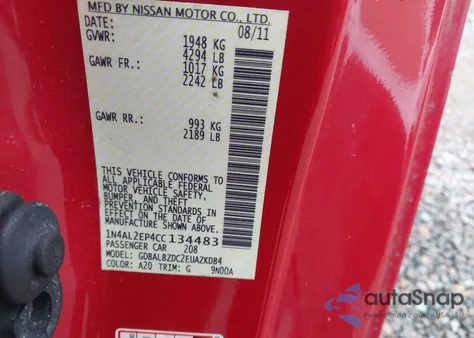 MFD BY NISSAN MOTOR CO., LTD.
DATE: 08/11
GVWR: 1948 KG
4294 LB
GAWR FR.: 1017 KG
2242 LB
GAWR RR.: 993 KG
2189 LB
THIS VEHICLE CONFORMS TO
ALL APPLICABLE FEDERAL
MOTOR VEHICLE SAFETY,
BUMPER, AND THEFT
PREVENTION STANDARDS IN
EFFECT ON THE DATE OF
MANUFACTURE SHOWN ABOVE.
1N4AL2EP4CC134483
PASSENGER CAR 208
MODEL: GDBALBZDC2EUAZKDB4
COLOR: A20 TRIM: G 9N00A
autoSnap